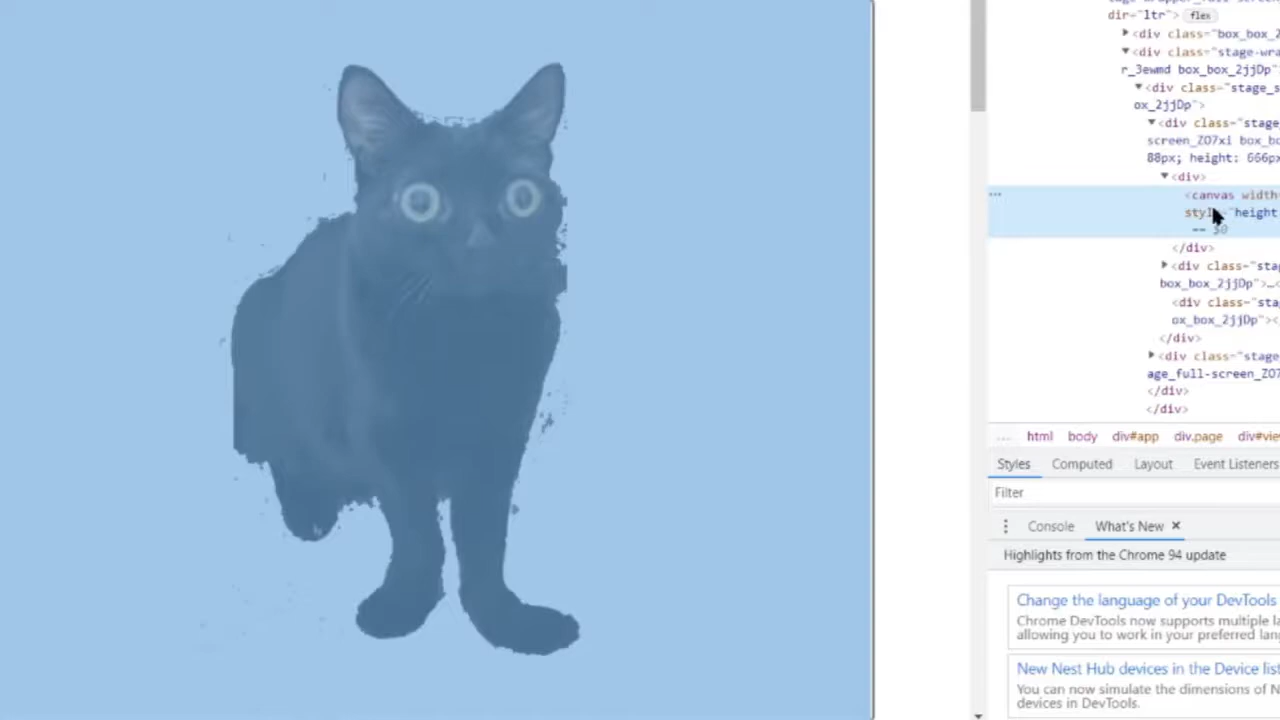 dir="ltr"> flex
▶<div class="box_box_2
▼<div class="stage-wra
r_3ewmd box_box_2jjDp"
▼<div class="stage_s
ox_2jjDp">
▼<div class="stage
screen_ZO7xi box_bo
88px; height: 666px
▼<div>
<canvas width
style="height
== $0
</div>
▶<div class="sta
box_box_2jjDp">…<
<div class="sta
ox_box_2jjDp"></
</div>
▶<div class="stag
age_full-screen_ZO7
</div>
</div>
… html body div#app div.page div#vie
Styles Computed Layout Event Listeners
Filter
⋮ Console What's New ×
Highlights from the Chrome 94 update
Change the language of your DevTools
Chrome DevTools now supports multiple la
allowing you to work in your preferred lang
New Nest Hub devices in the Device list
You can now simulate the dimensions of N
devices in DevTools.